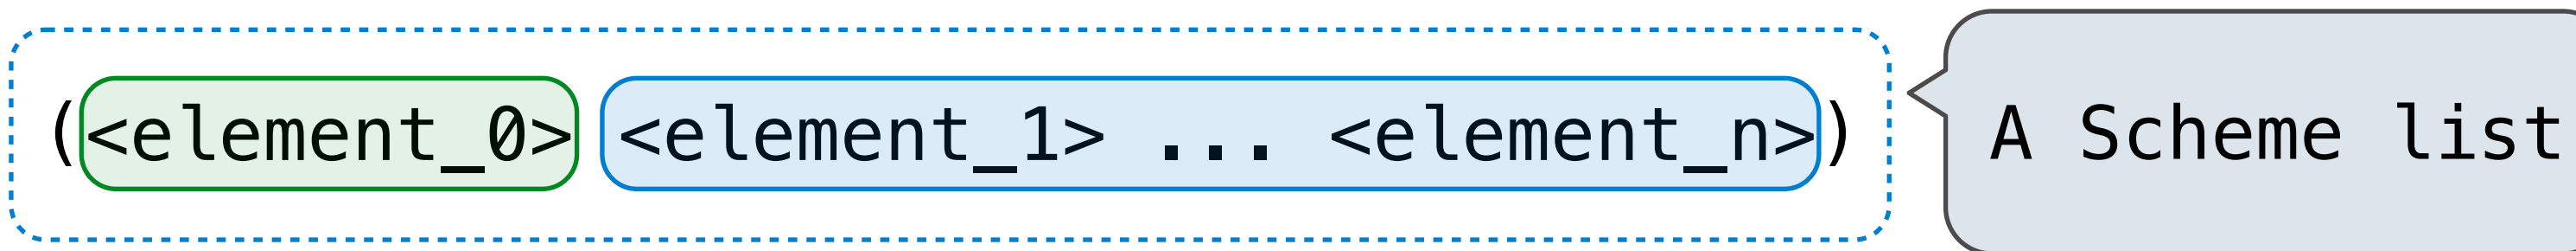 (<element_0> <element_1> ... <element_n>)
A Scheme list